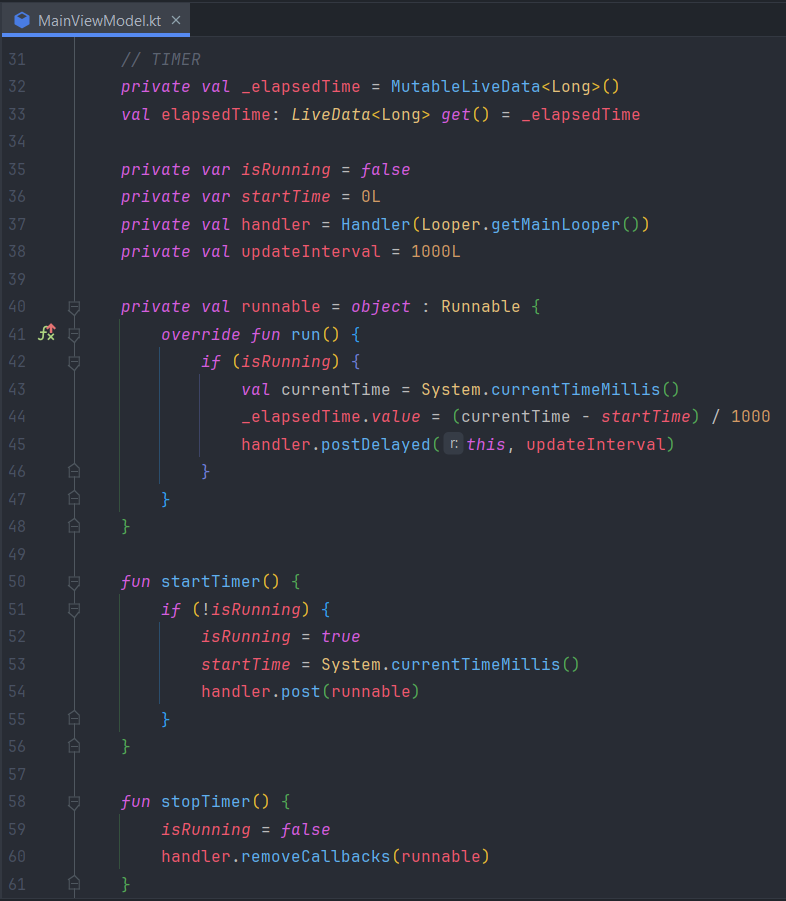 MainViewModel.kt ×
31 // TIMER
32 private val _elapsedTime = MutableLiveData<Long>()
33 val elapsedTime: LiveData<Long> get() = _elapsedTime
34
35 private var isRunning = false
36 private var startTime = 0L
37 private val handler = Handler(Looper.getMainLooper())
38 private val updateInterval = 1000L
39
40 private val runnable = object : Runnable {
41 override fun run() {
42 if (isRunning) {
43 val currentTime = System.currentTimeMillis()
44 _elapsedTime.value = (currentTime - startTime) / 1000
45 handler.postDelayed( r: this, updateInterval)
46 }
47 }
48 }
49
50 fun startTimer() {
51 if (!isRunning) {
52 isRunning = true
53 startTime = System.currentTimeMillis()
54 handler.post(runnable)
55 }
56 }
57
58 fun stopTimer() {
59 isRunning = false
60 handler.removeCallbacks(runnable)
61 }